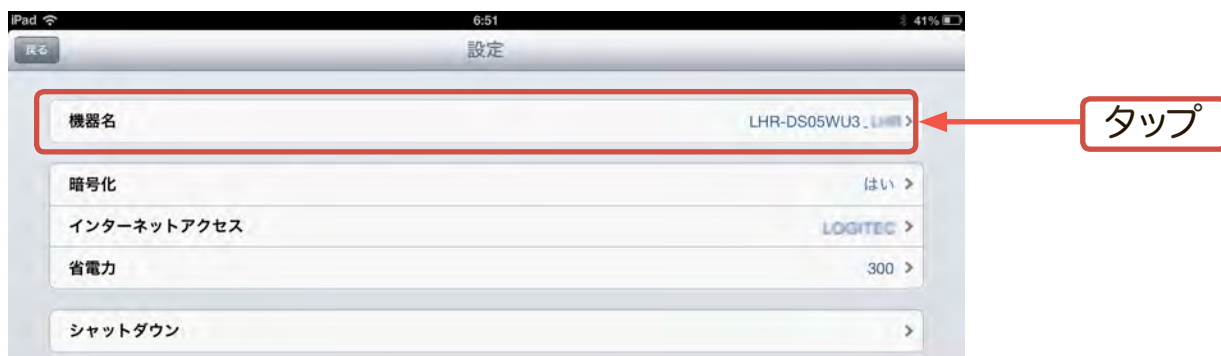 iPad 6:51 41%
戻る 設定
機器名 LHR-DS05WU3_
タップ
暗号化 はい
インターネットアクセス LOGITEC
省電力 300
シャットダウン